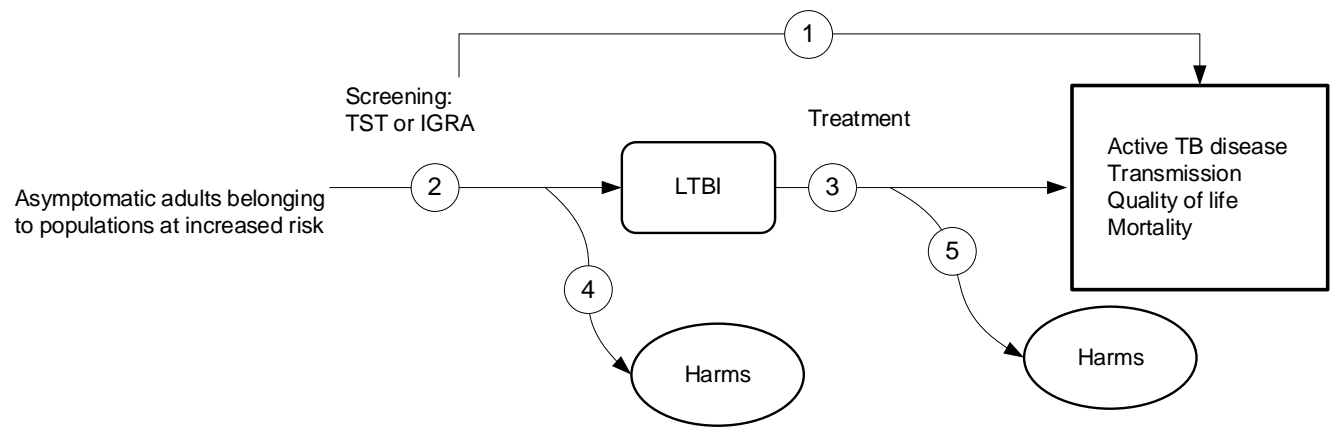 1
Screening:
TST or IGRA
Treatment
Active TB disease
Transmission
Quality of life
Mortality
Asymptomatic adults belonging
to populations at increased risk
2
LTBI
3
4
5
Harms
Harms